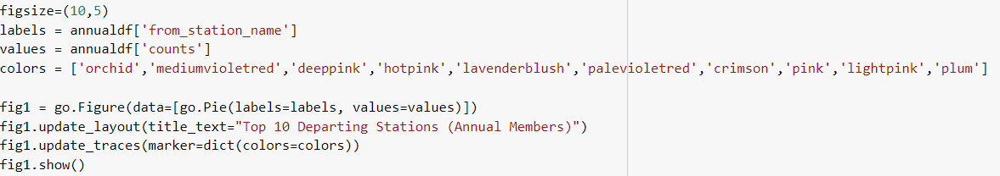 figsize=(10,5)
labels = annualdf['from_station_name']
values = annualdf['counts']
colors = ['orchid','mediumvioletred','deeppink','hotpink','lavenderblush','palevioletred','crimson','pink','lightpink','plum']
fig1 = go.Figure(data=[go.Pie(labels=labels, values=values)])
fig1.update_layout(title_text="Top 10 Departing Stations (Annual Members)")
fig1.update_traces(marker=dict(colors=colors))
fig1.show()